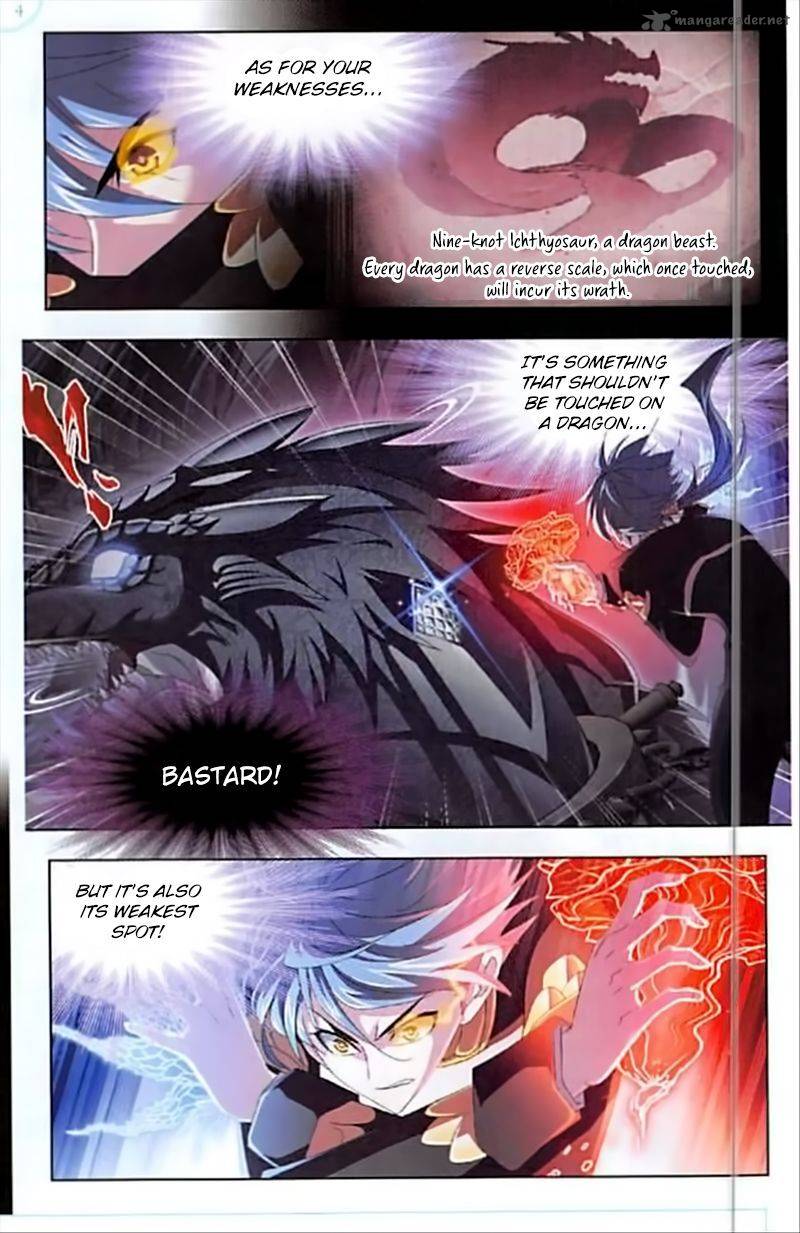 4
mangareader.net
AS FOR YOUR
WEAKNESSES...
Nine-knot Ichthyosaur, a dragon beast.
Every dragon has a reverse scale, which once touched,
will incur its wrath.
IT'S SOMETHING
THAT SHOULDN'T
BE TOUCHED ON
A DRAGON...
BASTARD!
BUT IT'S ALSO
ITS WEAKEST
SPOT!